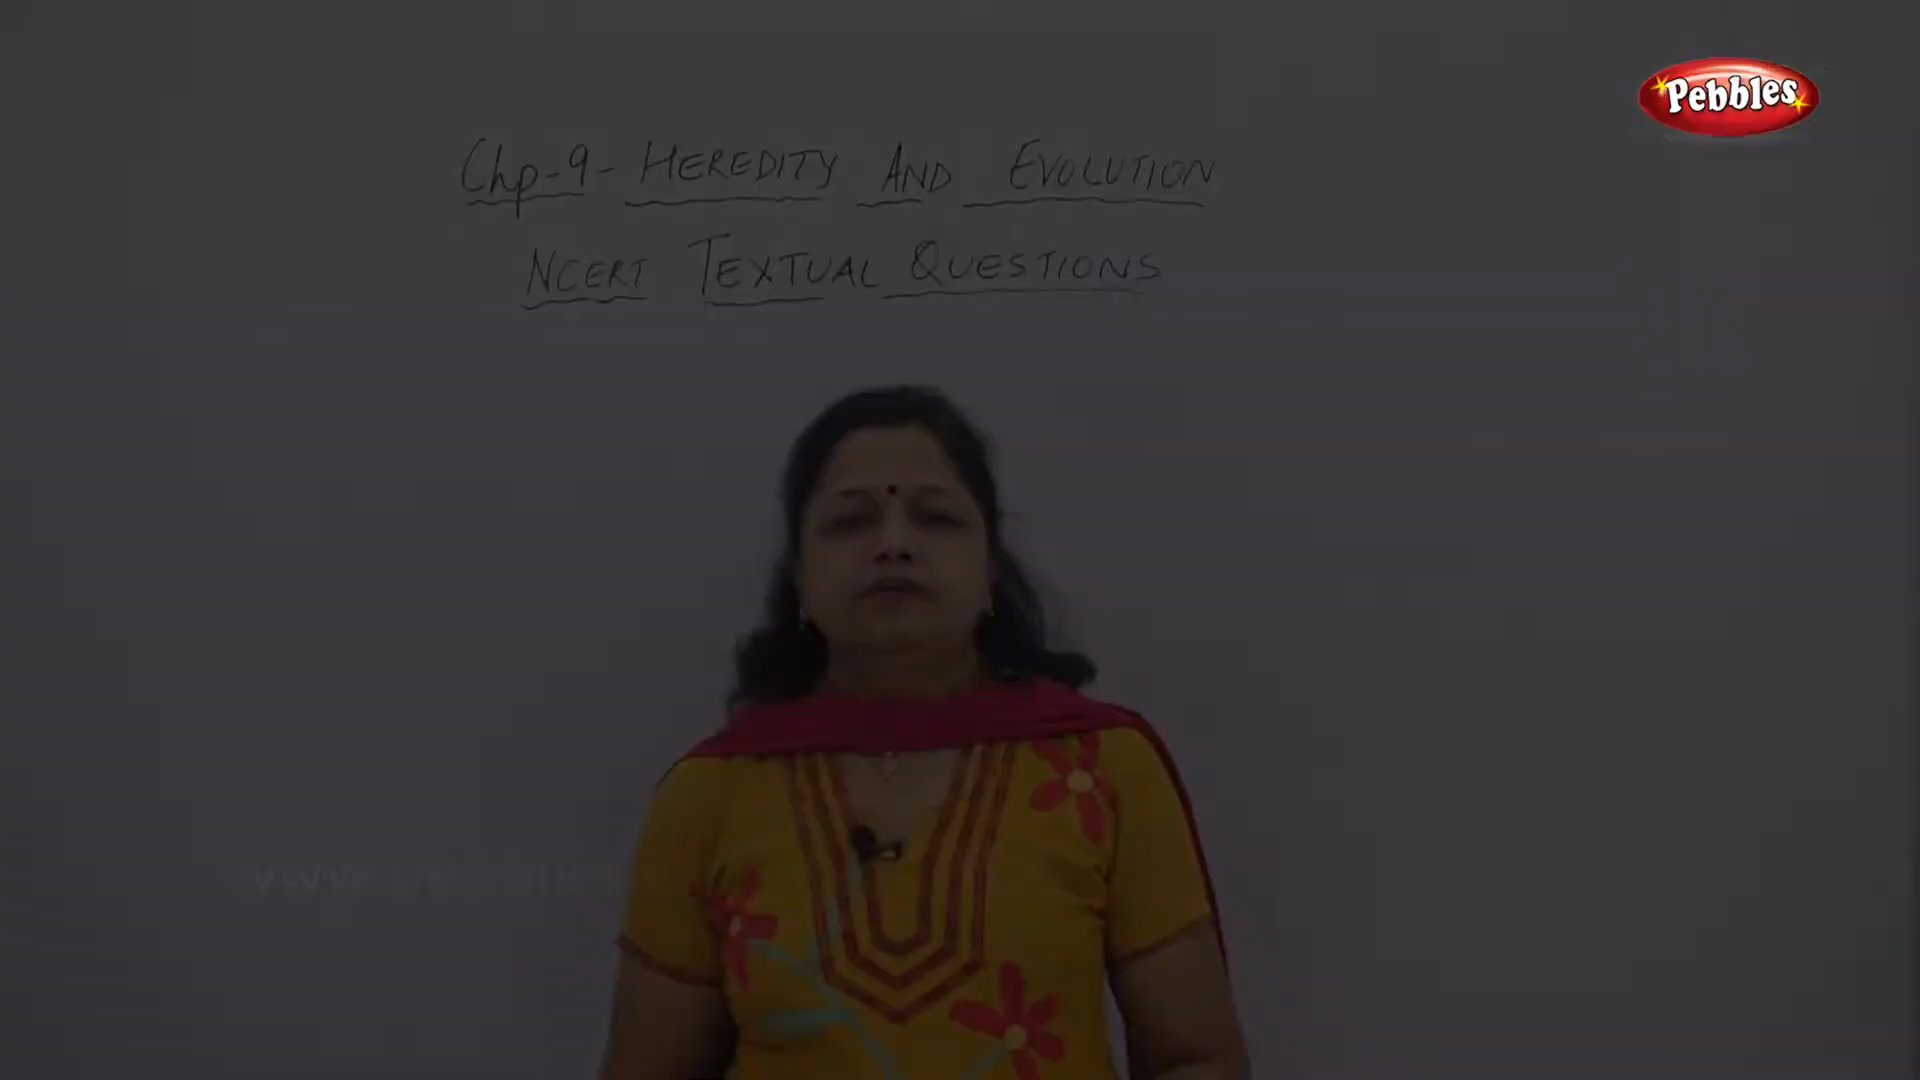 Pebbles
Chp-9- HEREDITY AND EVOLUTION
NCERT TEXTUAL QUESTIONS